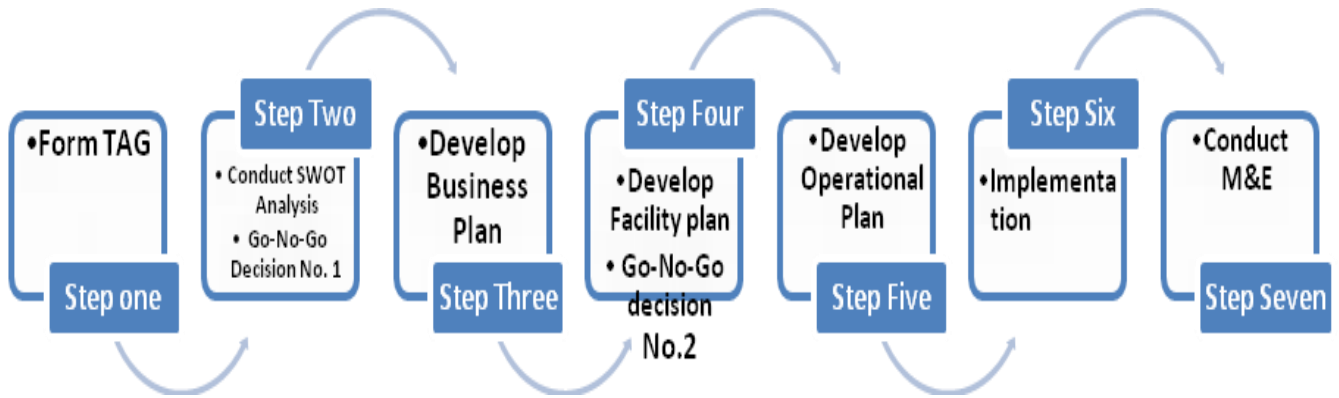 •Form TAG
Step one
Step Two
• Conduct SWOT
Analysis
• Go-No-Go
Decision No. 1
•Develop
Business
Plan
Step Three
Step Four
•Develop
Facility plan
• Go-No-Go
decision
No.2
•Develop
Operational
Plan
Step Five
Step Six
•Implementa
tion
•Conduct
M&E
Step Seven